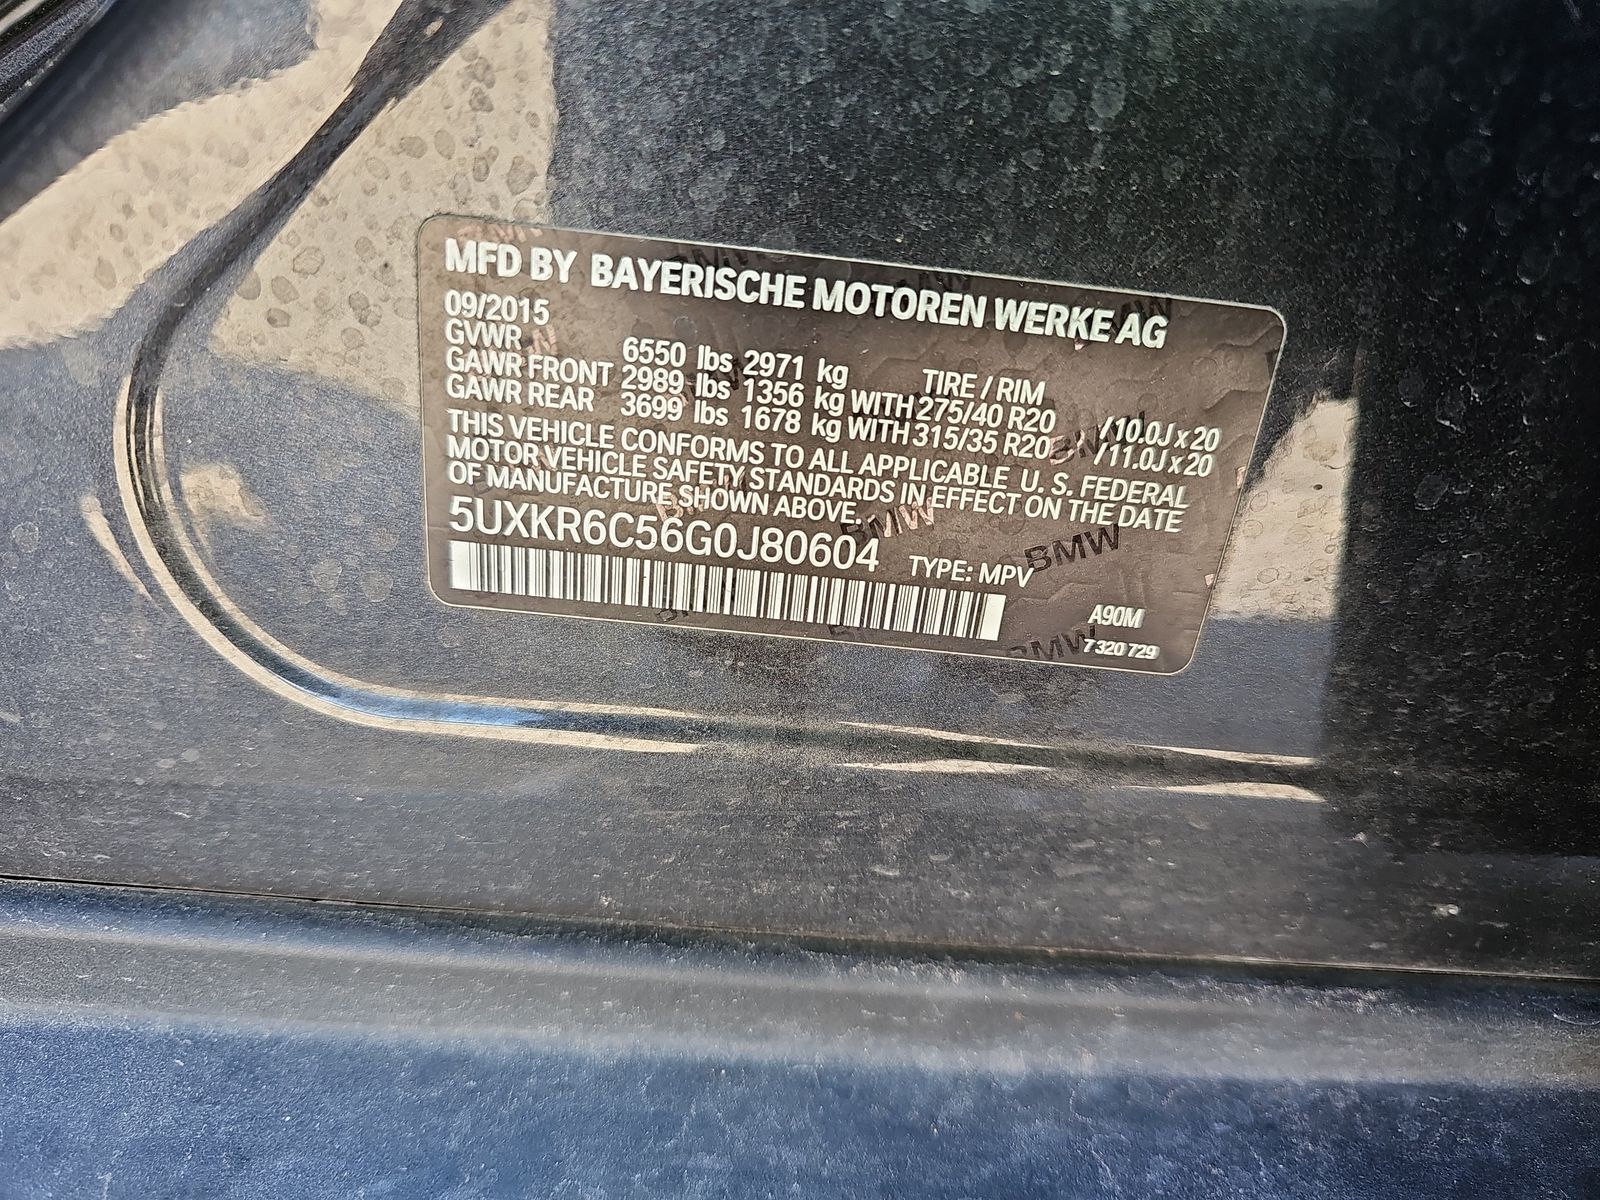 MFD BY BAYERISCHE MOTOREN WERKE AG
09/2015
GVWR 6550 lbs 2971 kg TIRE / RIM
GAWR FRONT 2989 lbs 1356 kg WITH 275/40 R20 / 10.0J x 20
GAWR REAR 3699 lbs 1678 kg WITH 315/35 R20 / 11.0J x 20
THIS VEHICLE CONFORMS TO ALL APPLICABLE U. S. FEDERAL
MOTOR VEHICLE SAFETY STANDARDS IN EFFECT ON THE DATE
OF MANUFACTURE SHOWN ABOVE.
5UXKR6C56G0J80604 TYPE: MPV
A90M
7 320 729
BMW
BMW
BMW